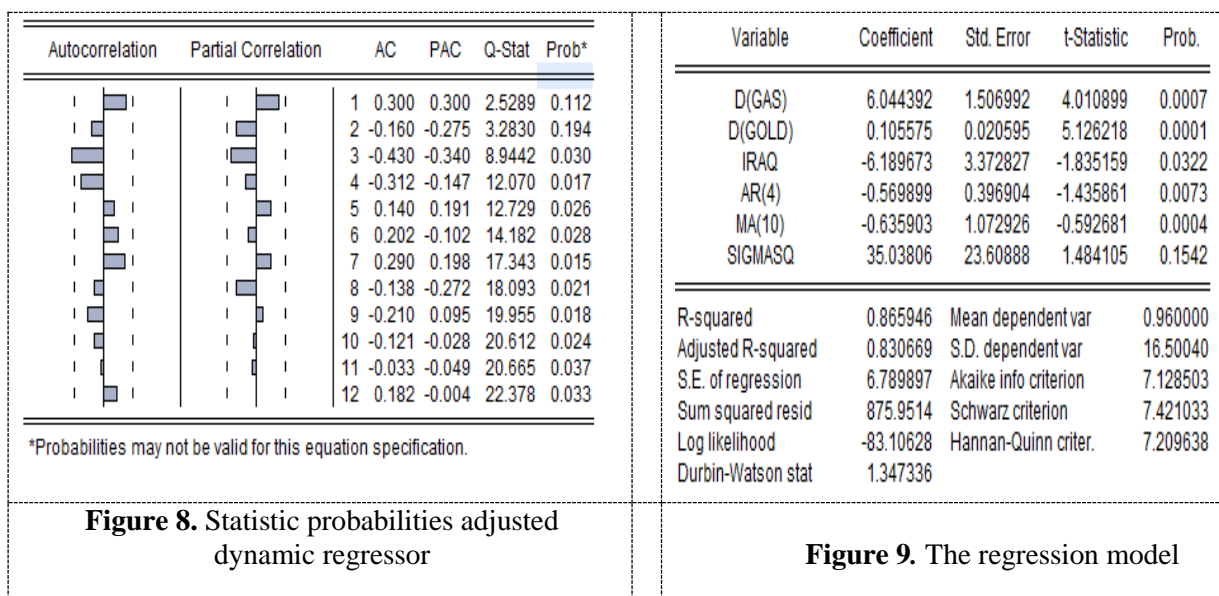 Autocorrelation Partial Correlation AC PAC Q-Stat Prob*
1 0.300 0.300 2.5289 0.112
2 -0.160 -0.275 3.2830 0.194
3 -0.430 -0.340 8.9442 0.030
4 -0.312 -0.147 12.070 0.017
5 0.140 0.191 12.729 0.026
6 0.202 -0.102 14.182 0.028
7 0.290 0.198 17.343 0.015
8 -0.138 -0.272 18.093 0.021
9 -0.210 0.095 19.955 0.018
10 -0.121 -0.028 20.612 0.024
11 -0.033 -0.049 20.665 0.037
12 0.182 -0.004 22.378 0.033
*Probabilities may not be valid for this equation specification.
Figure 8. Statistic probabilities adjusted
dynamic regressor
Variable Coefficient Std. Error t-Statistic Prob.
D(GAS) 6.044392 1.506992 4.010899 0.0007
D(GOLD) 0.105575 0.020595 5.126218 0.0001
IRAQ -6.189673 3.372827 -1.835159 0.0322
AR(4) -0.569899 0.396904 -1.435861 0.0073
MA(10) -0.635903 1.072926 -0.592681 0.0004
SIGMASQ 35.03806 23.60888 1.484105 0.1542
R-squared 0.865946 Mean dependent var 0.960000
Adjusted R-squared 0.830669 S.D. dependent var 16.50040
S.E. of regression 6.789897 Akaike info criterion 7.128503
Sum squared resid 875.9514 Schwarz criterion 7.421033
Log likelihood -83.10628 Hannan-Quinn criter. 7.209638
Durbin-Watson stat 1.347336
Figure 9. The regression model